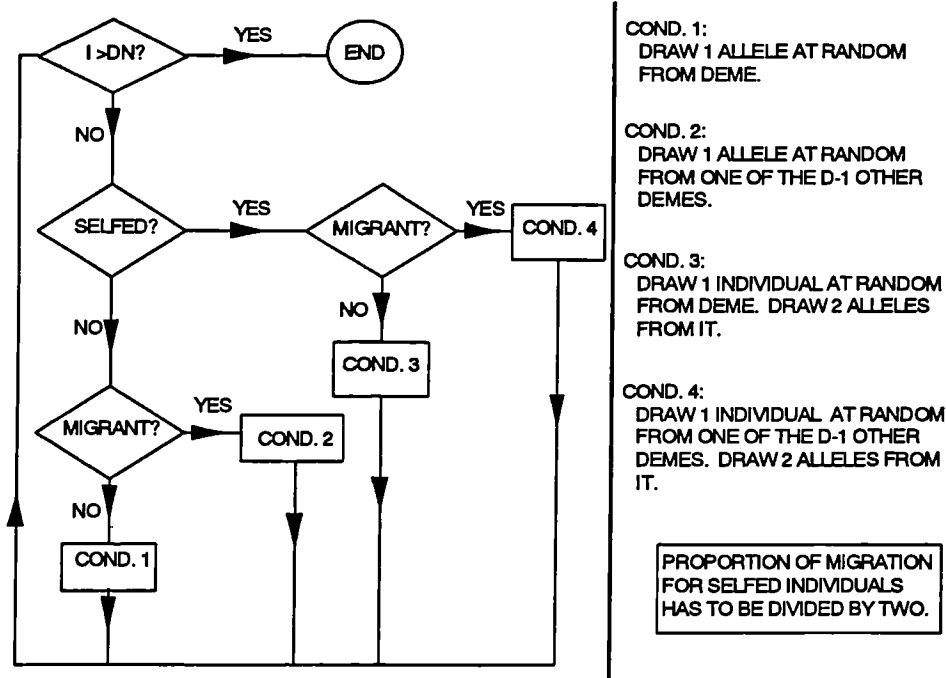 I >DN?
YES
END
NO
SELFED?
YES
MIGRANT?
YES
COND. 4
NO
NO
COND. 3
MIGRANT?
YES
COND. 2
NO
COND. 1
COND. 1:
DRAW 1 ALLELE AT RANDOM
FROM DEME.
COND. 2:
DRAW 1 ALLELE AT RANDOM
FROM ONE OF THE D-1 OTHER
DEMES.
COND. 3:
DRAW 1 INDIVIDUAL AT RANDOM
FROM DEME. DRAW 2 ALLELES
FROM IT.
COND. 4:
DRAW 1 INDIVIDUAL AT RANDOM
FROM ONE OF THE D-1 OTHER
DEMES. DRAW 2 ALLELES FROM
IT.
PROPORTION OF MIGRATION
FOR SELFED INDIVIDUALS
HAS TO BE DIVIDED BY TWO.